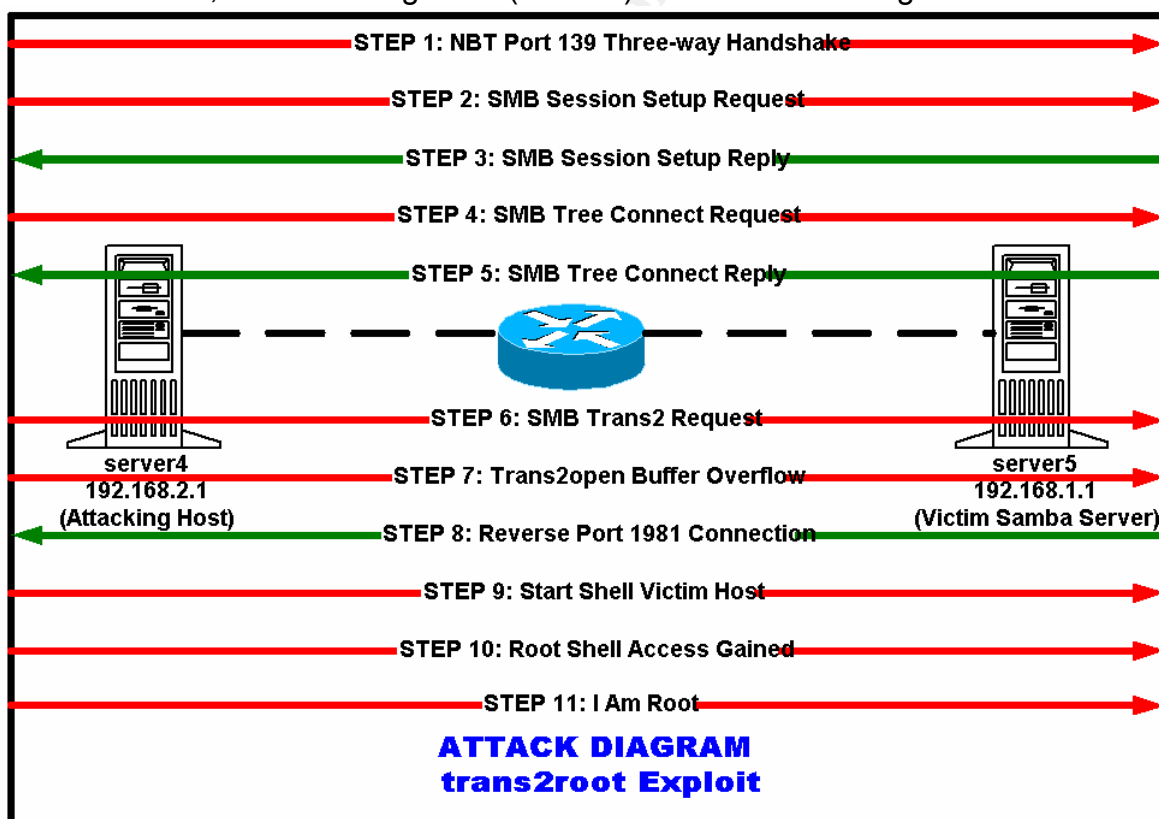 STEP 1: NBT Port 139 Three-way Handshake
STEP 2: SMB Session Setup Request
STEP 3: SMB Session Setup Reply
STEP 4: SMB Tree Connect Request
STEP 5: SMB Tree Connect Reply
STEP 6: SMB Trans2 Request
server4
192.168.2.1
(Attacking Host)
server5
192.168.1.1
(Victim Samba Server)
STEP 7: Trans2open Buffer Overflow
STEP 8: Reverse Port 1981 Connection
STEP 9: Start Shell Victim Host
STEP 10: Root Shell Access Gained
STEP 11: I Am Root
ATTACK DIAGRAM
trans2root Exploit